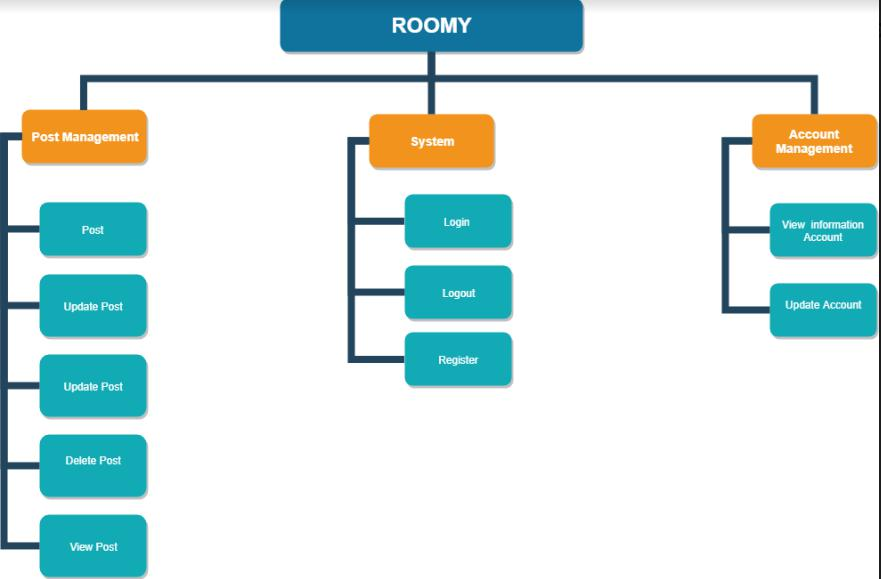 ROOMY
Post Management
Post
Update Post
Update Post
Delete Post
View Post
System
Login
Logout
Register
Account
Management
View information
Account
Update Account